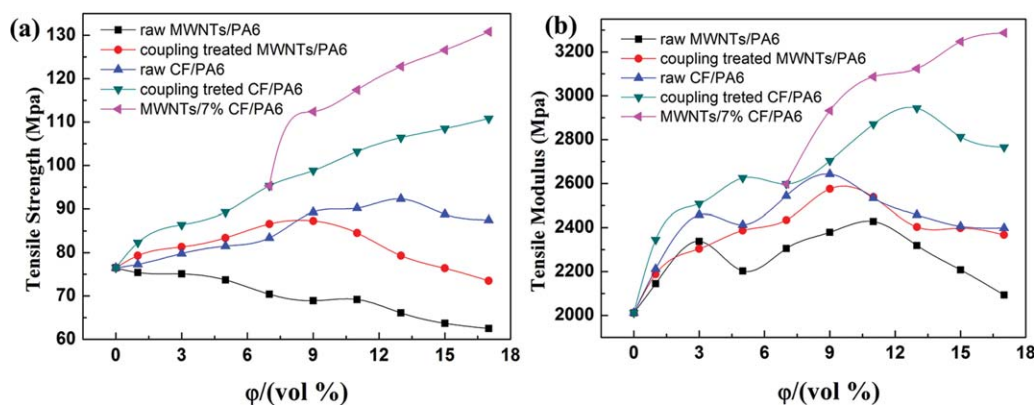 (a)
raw MWNTs/PA6
coupling treated MWNTs/PA6
raw CF/PA6
coupling treted CF/PA6
MWNTs/7% CF/PA6
Tensile Strength (Mpa)
130
120
110
100
90
80
70
60
0 3 6 9 12 15 18
φ/(vol %)
(b)
raw MWNTs/PA6
coupling treated MWNTs/PA6
raw CF/PA6
coupling treted CF/PA6
MWNTs/7% CF/PA6
Tensile Modulus (Mpa)
3200
3000
2800
2600
2400
2200
2000
0 3 6 9 12 15 18
φ/(vol %)